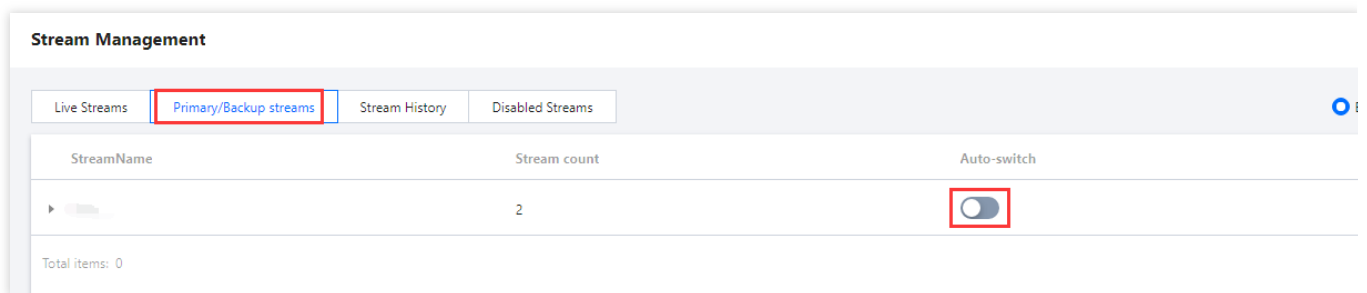 Stream Management
Live Streams Primary/Backup streams Stream History Disabled Streams
StreamName Stream count Auto-switch
2
Total items: 0